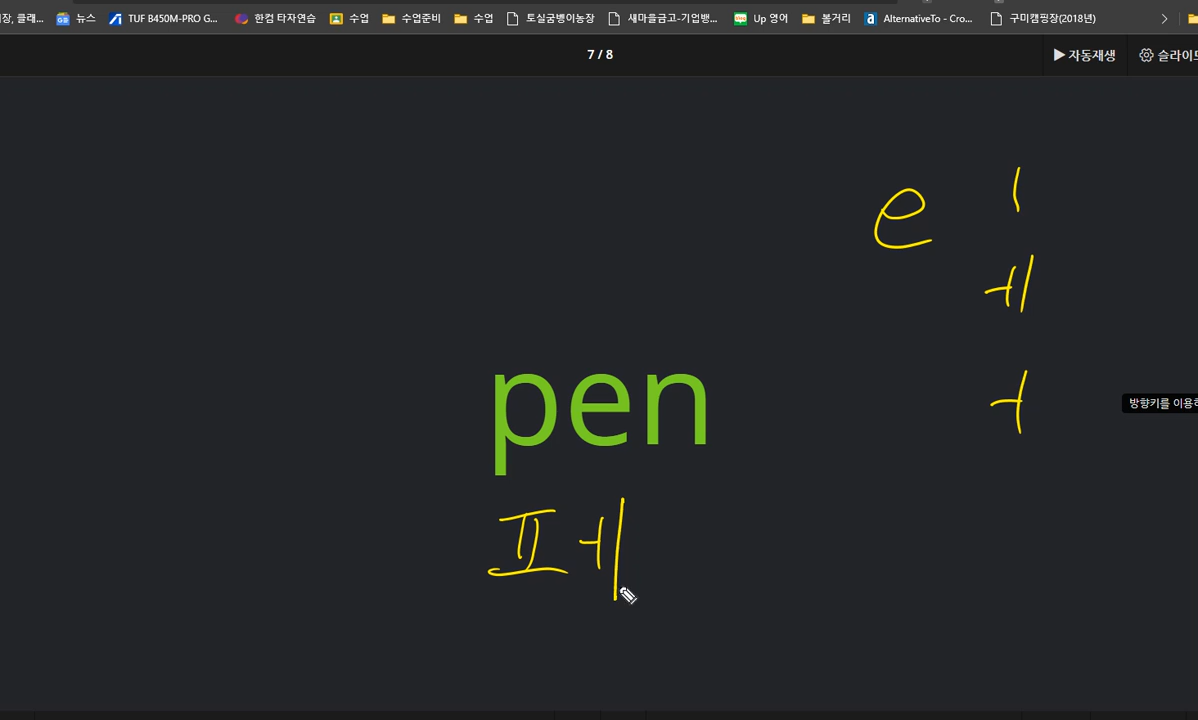 장, 클래... 뉴스 TUF B450M-PRO G... 한컴 타자연습 수업 수업준비 수업 토실굼벵이농장 새마을금고-기업뱅... Up 영어 볼거리 AlternativeTo - Cro... 구미캠핑장(2018년)
7 / 8 ▶ 자동재생 슬라이드
e ㅣ
ㅔ
pen
ㅓ
방향키를 이용하
페